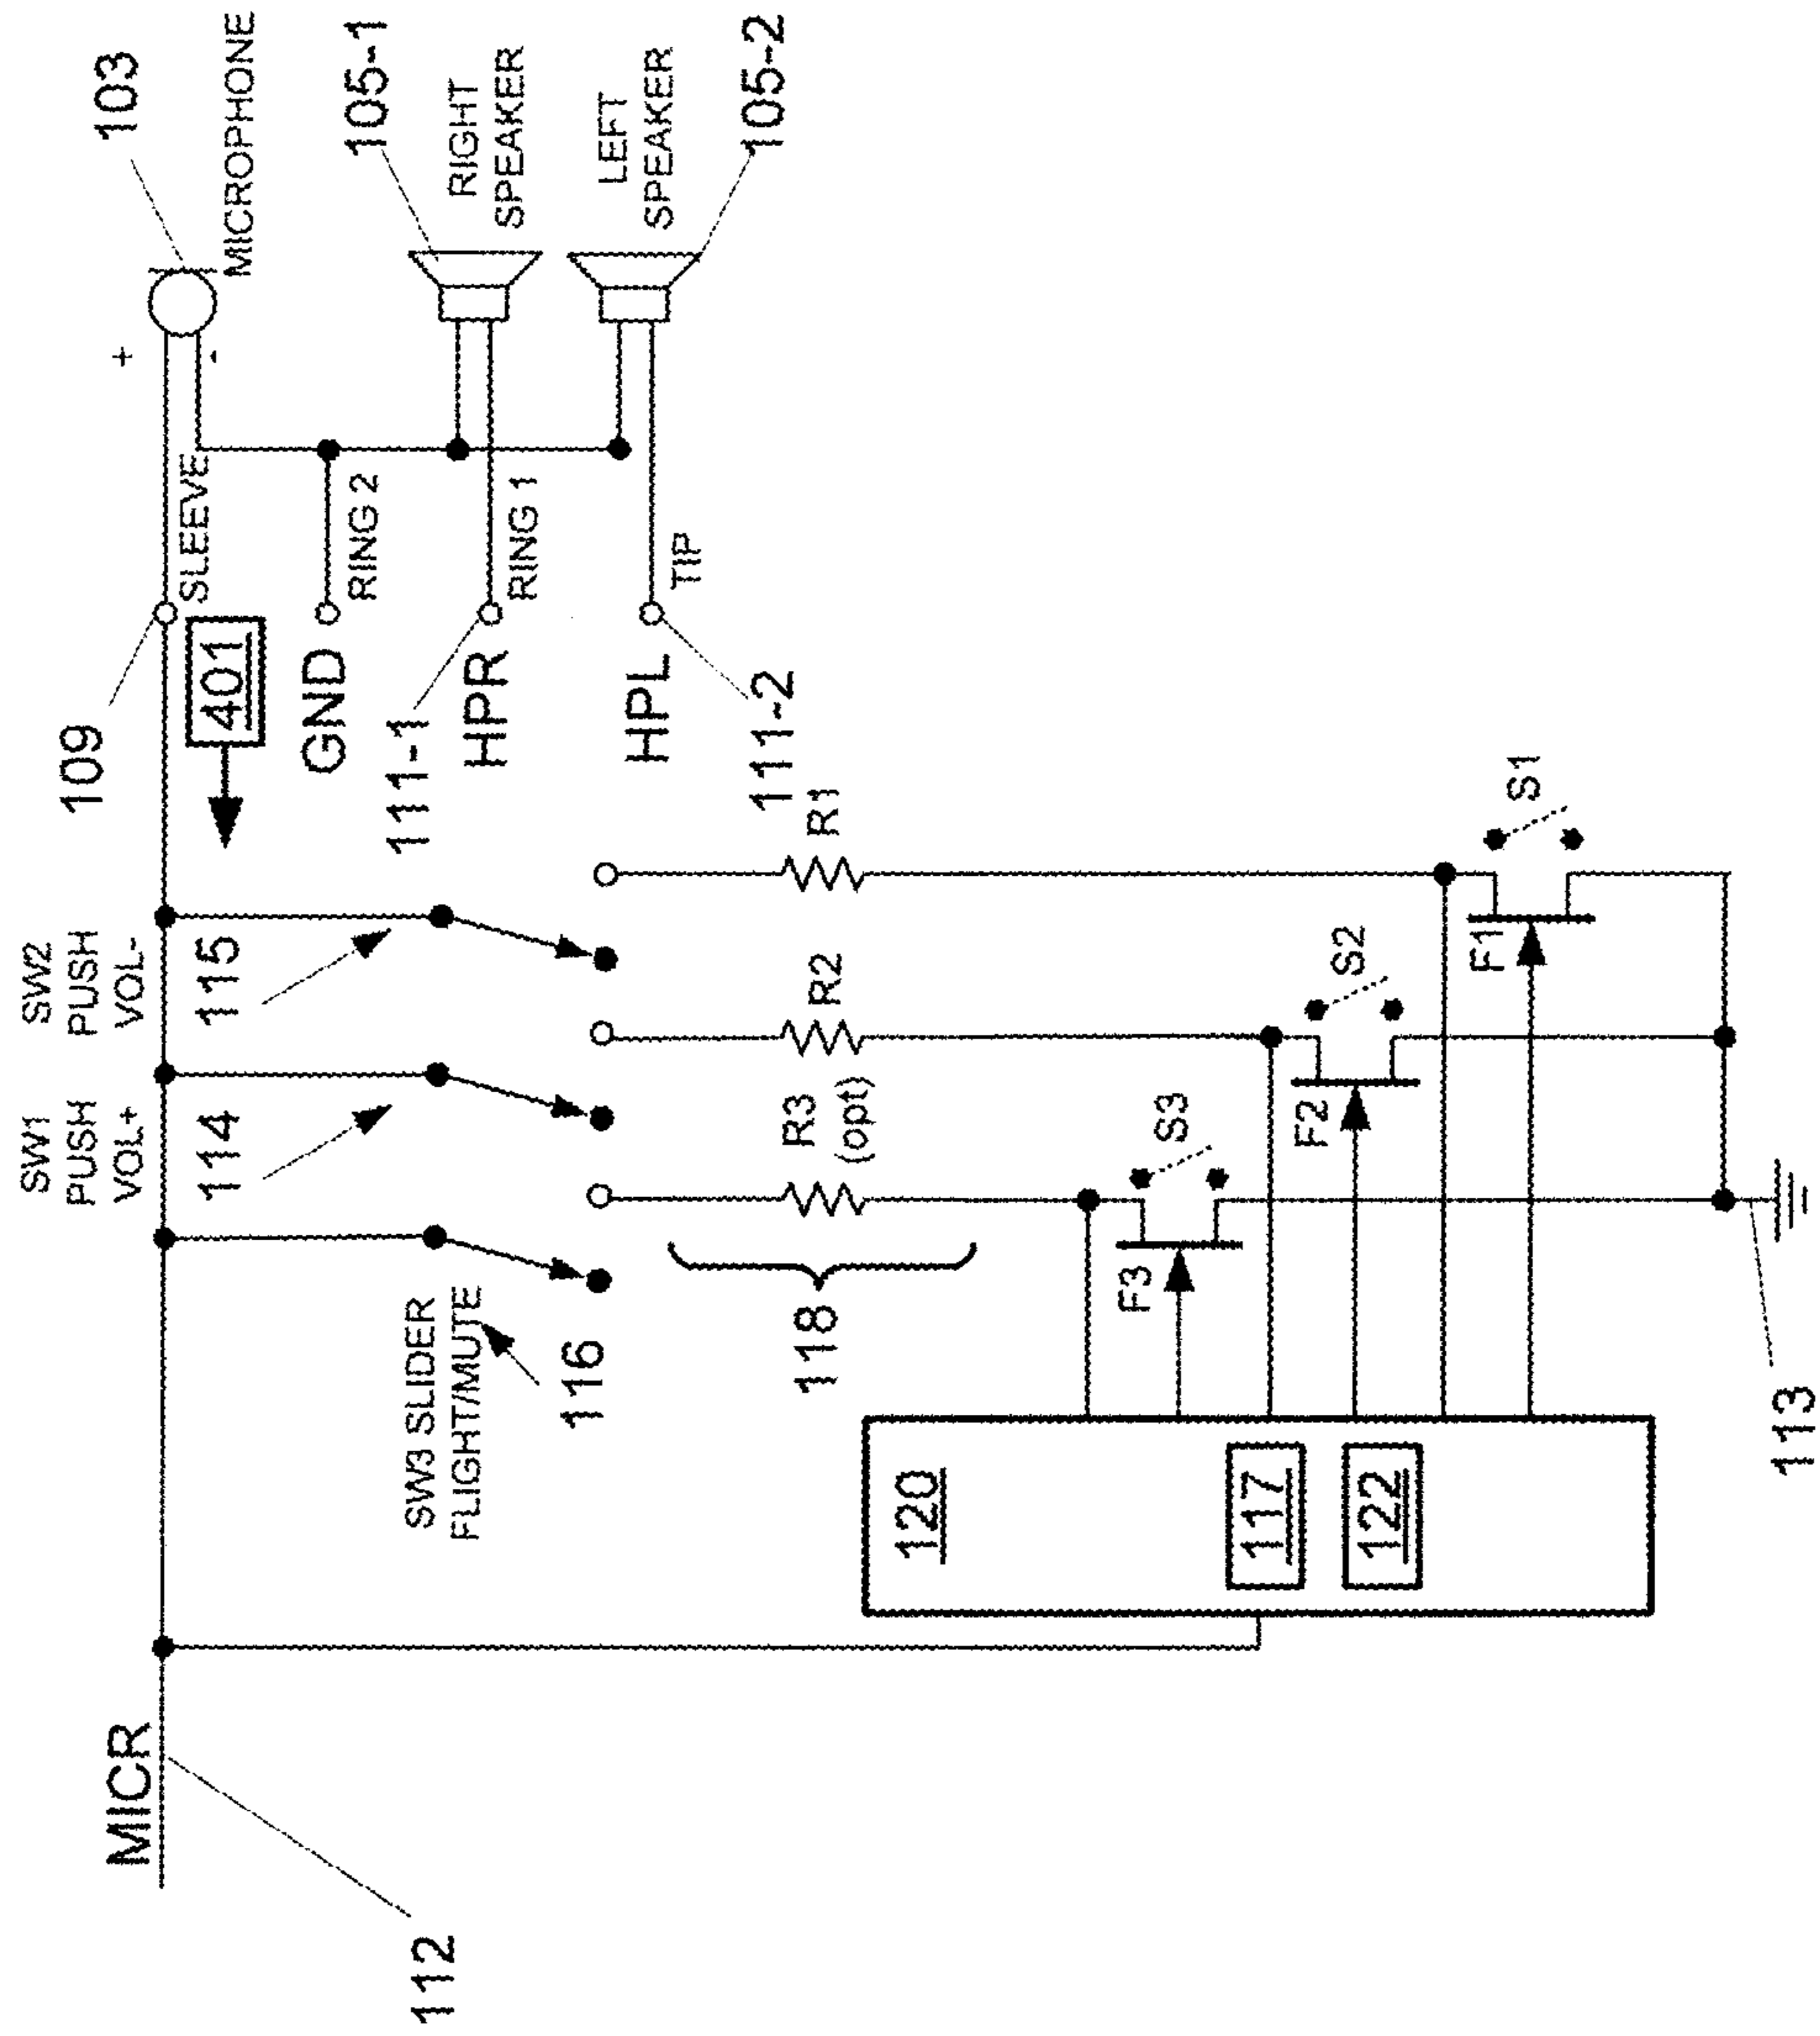 MICR
112
SW3 SLIDER
FLIGHT/MUTE
116
SW1
PUSH
VOL+
114
SW2
PUSH
VOL-
115
109
401
SLEEVE
+
-
103
MICROPHONE
GND
RING 2
111-1
HPR
RING 1
105-1
RIGHT
SPEAKER
HPL
TIP
111-2
LEFT
SPEAKER
105-2
118
R3
(opt)
R2
R1
120
117
122
F3
S3
F2
S2
F1
S1
113